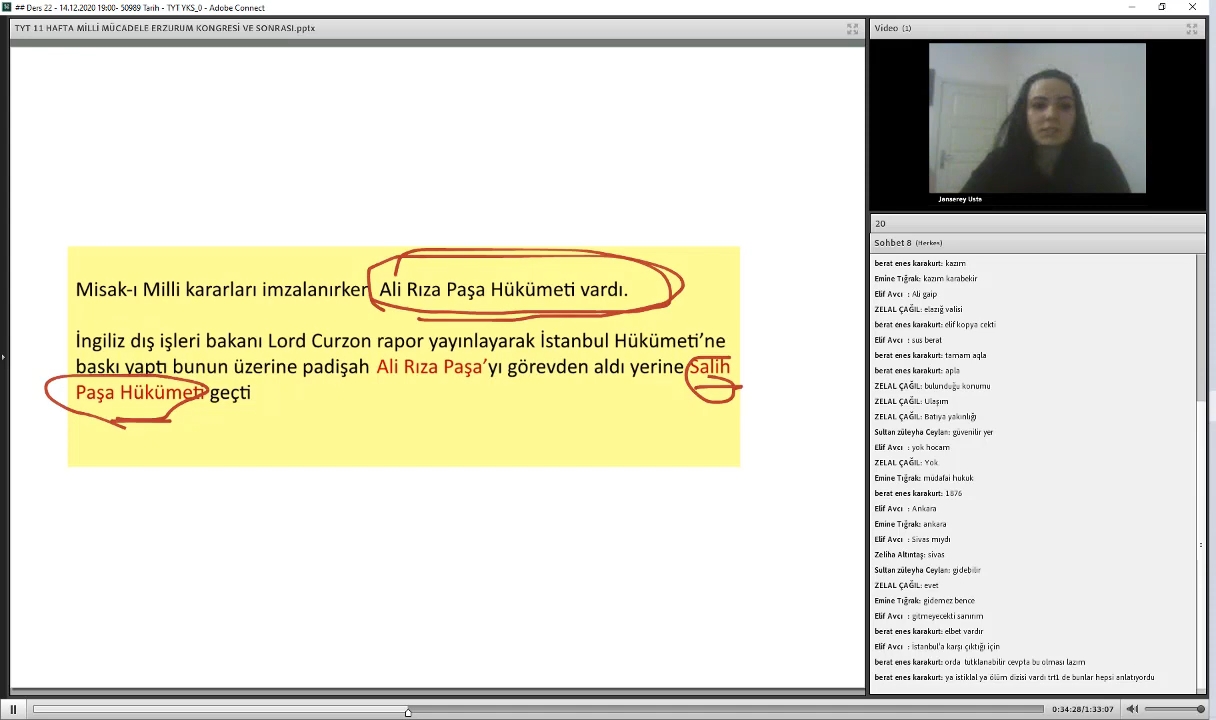 ## Ders 22 - 14.12.2020 19:00- 50989 Tarih - TYT YKS_0 - Adobe Connect
TYT 11 HAFTA MİLLİ MÜCADELE ERZURUM KONGRESİ VE SONRASI.pptx
Misak-ı Milli kararları imzalanırken Ali Rıza Paşa Hükümeti vardı.
İngiliz dış işleri bakanı Lord Curzon rapor yayınlayarak İstanbul Hükümeti’ne
baskı yaptı bunun üzerine padişah Ali Rıza Paşa’yı görevden aldı yerine Salih
Paşa Hükümeti geçti
Video (1)
Janserey Usta
20
Sohbet 8 (Herkes)
berat enes karakurt: kazım
Emine Tığrak: kazım karabekir
Elif Avcı : Ali gaip
ZELAL ÇAĞIL: elazığ valisi
berat enes karakurt: elif kopya cekti
Elif Avcı : sus berat
berat enes karakurt: tamam aqla
berat enes karakurt: apla
ZELAL ÇAĞIL: bulunduğu konumu
ZELAL ÇAĞIL: Ulaşım
ZELAL ÇAĞIL: Batıya yakınlığı
Sultan züleyha Ceylan: güvenilir yer
Elif Avcı : yok hocam
ZELAL ÇAĞIL: Yok
Emine Tığrak: müdafai hukuk
berat enes karakurt: 1876
Elif Avcı : Ankara
Emine Tığrak: ankara
Elif Avcı : Sivas mıydı
Zeliha Altıntaş: sivas
Sultan züleyha Ceylan: gidebilir
ZELAL ÇAĞIL: evet
Emine Tığrak: gidemez bence
Elif Avcı : gitmeyecekti sanırım
berat enes karakurt: elbet vardır
Elif Avcı : İstanbul'a karşı çıktığı için
berat enes karakurt: orda tutklanabilir cevpta bu olması lazım
berat enes karakurt: ya istiklal ya ölüm dizisi vardı trt1 de bunlar hepsi anlatıyordu
0:34:28/1:33:07